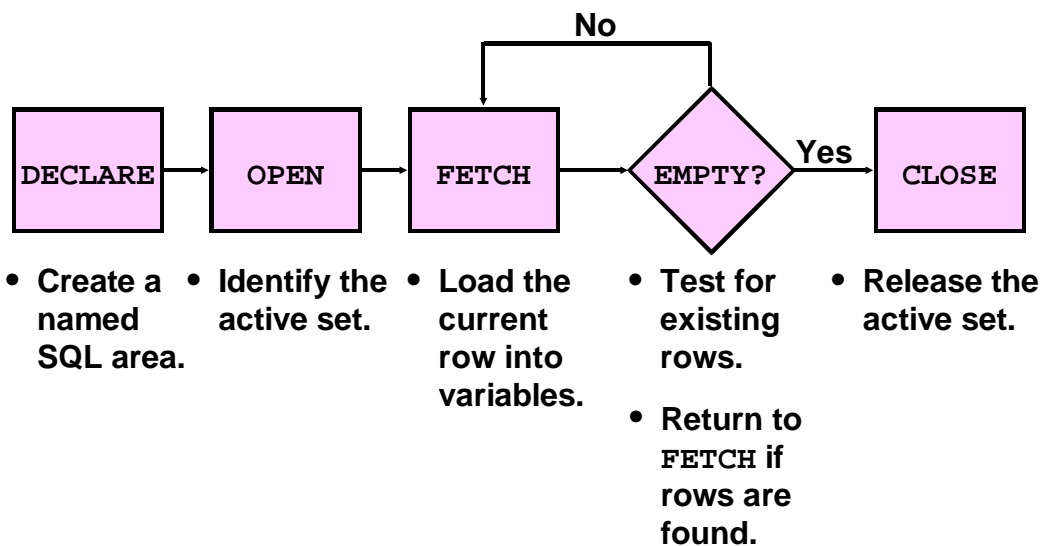 No
DECLARE
OPEN
FETCH
EMPTY?
Yes
CLOSE
• Create a
named
SQL area.
• Identify the
active set.
• Load the
current
row into
variables.
• Test for
existing
rows.
• Return to
FETCH if
rows are
found.
• Release the
active set.